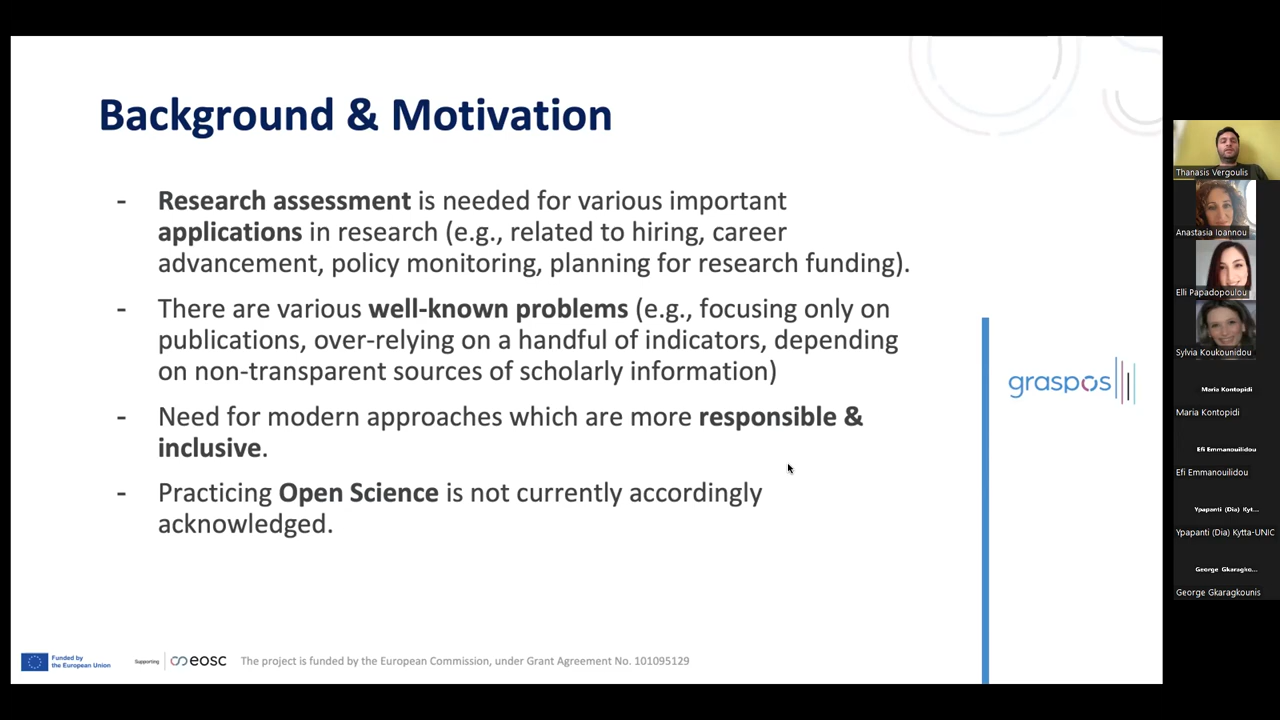 Background & Motivation
- Research assessment is needed for various important
applications in research (e.g., related to hiring, career
advancement, policy monitoring, planning for research funding).
- There are various well-known problems (e.g., focusing only on
publications, over-relying on a handful of indicators, depending
on non-transparent sources of scholarly information)
- Need for modern approaches which are more responsible &
inclusive.
- Practicing Open Science is not currently accordingly
acknowledged.
graspos
Funded by
the European Union
Supporting
eosc
The project is funded by the European Commission, under Grant Agreement No. 101095129
Thanasis Vergoulis
Anastasia Ioannou
Elli Papadopoulou
Sylvia Koukounidou
Maria Kontopidi
Maria Kontopidi
Efi Emmanouilidou
Efi Emmanouilidou
Ypapanti (Dia) Kyt...
Ypapanti (Dia) Kytta-UNIC
George Gkaragko...
George Gkaragkounis